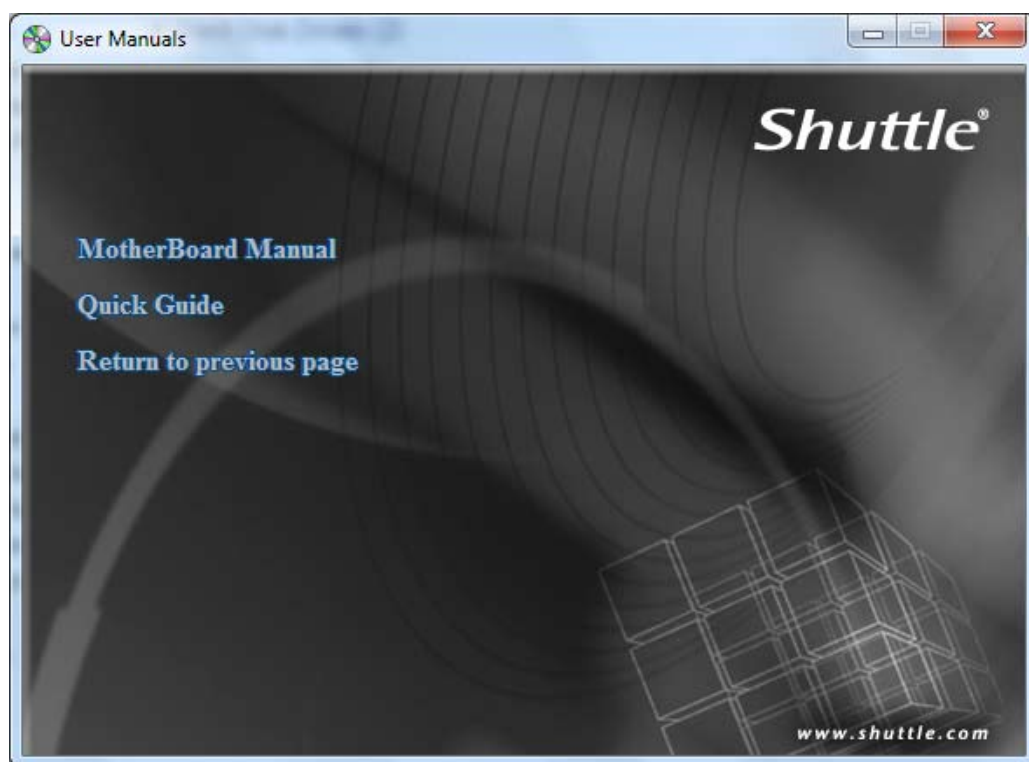 User Manuals
Shuttle®
MotherBoard Manual
Quick Guide
Return to previous page
www.shuttle.com